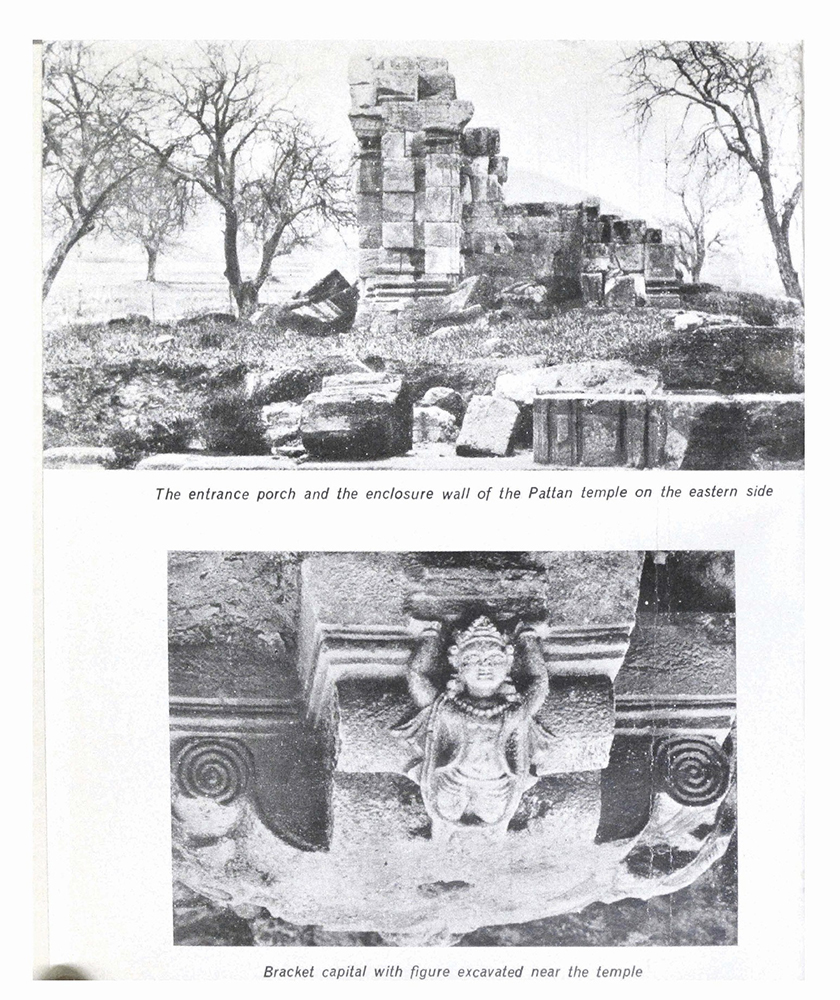 The entrance porch and the enclosure wall of the Pattan temple on the eastern side
Bracket capital with figure excavated near the temple